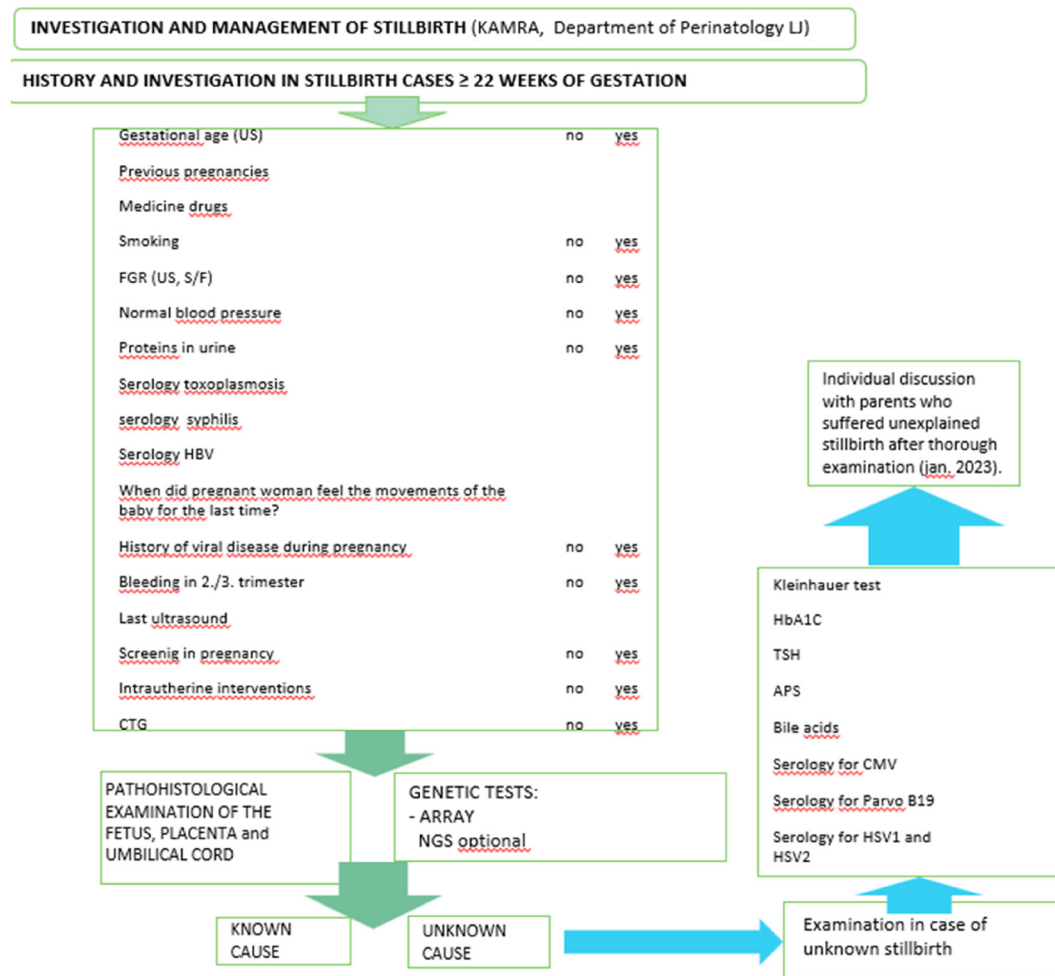 INVESTIGATION AND MANAGEMENT OF STILLBIRTH (KAMRA, Department of Perinatology LJ)
HISTORY AND INVESTIGATION IN STILLBIRTH CASES ≥ 22 WEEKS OF GESTATION
Gestational age (US) no yes
Previous pregnancies
Medicine drugs
Smoking no yes
FGR (US, S/F) no yes
Normal blood pressure no yes
Proteins in urine no yes
Serology toxoplasmosis
serology syphilis
Serology HBV
When did pregnant woman feel the movements of the
baby for the last time?
History of viral disease during pregnancy no yes
Bleeding in 2./3. trimester no yes
Last ultrasound
Screenig in pregnancy no yes
Intrautherine interventions no yes
CTG no yes
PATHOHISTOLOGICAL
EXAMINATION OF THE
FETUS, PLACENTA and
UMBILICAL CORD
GENETIC TESTS:
- ARRAY
NGS optional
KNOWN
CAUSE
UNKNOWN
CAUSE
Examination in case of
unknown stillbirth
Kleinhauer test
HbA1C
TSH
APS
Bile acids
Serology for CMV
Serology for Parvo B19
Serology for HSV1 and
HSV2
Individual discussion
with parents who
suffered unexplained
stillbirth after thorough
examination (jan. 2023).